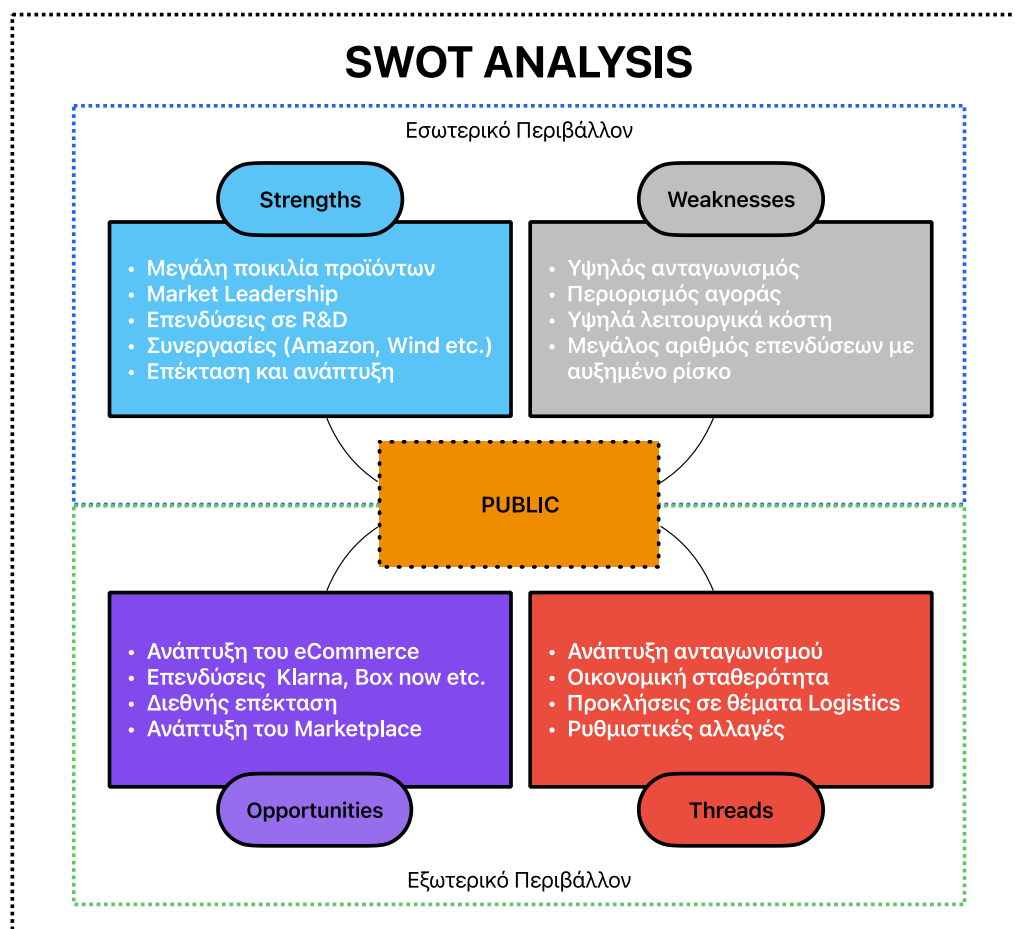 SWOT ANALYSIS
Εσωτερικό Περιβάλλον
Strengths
• Μεγάλη ποικιλία προϊόντων
• Market Leadership
• Επενδύσεις σε R&D
• Συνεργασίες (Amazon, Wind etc.)
• Επέκταση και ανάπτυξη
Weaknesses
• Υψηλός ανταγωνισμός
• Περιορισμός αγοράς
• Υψηλά λειτουργικά κόστη
• Μεγάλος αριθμός επενδύσεων με
αυξημένο ρίσκο
PUBLIC
• Ανάπτυξη του eCommerce
• Επενδύσεις Klarna, Box now etc.
• Διεθνής επέκταση
• Ανάπτυξη του Marketplace
Opportunities
• Ανάπτυξη ανταγωνισμού
• Οικονομική σταθερότητα
• Προκλήσεις σε θέματα Logistics
• Ρυθμιστικές αλλαγές
Threads
Εξωτερικό Περιβάλλον